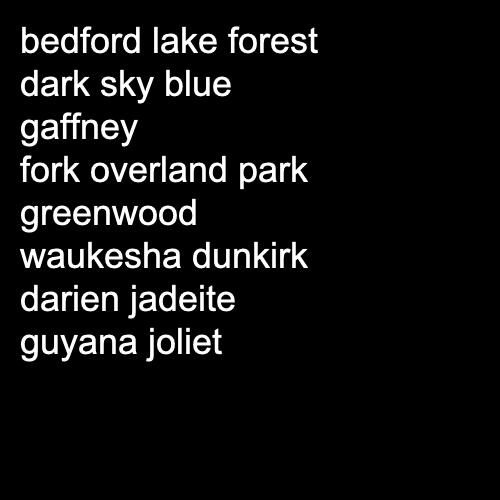 bedford lake forest
dark sky blue
gaffney
fork overland park
greenwood
waukesha dunkirk
darien jadeite
guyana joliet